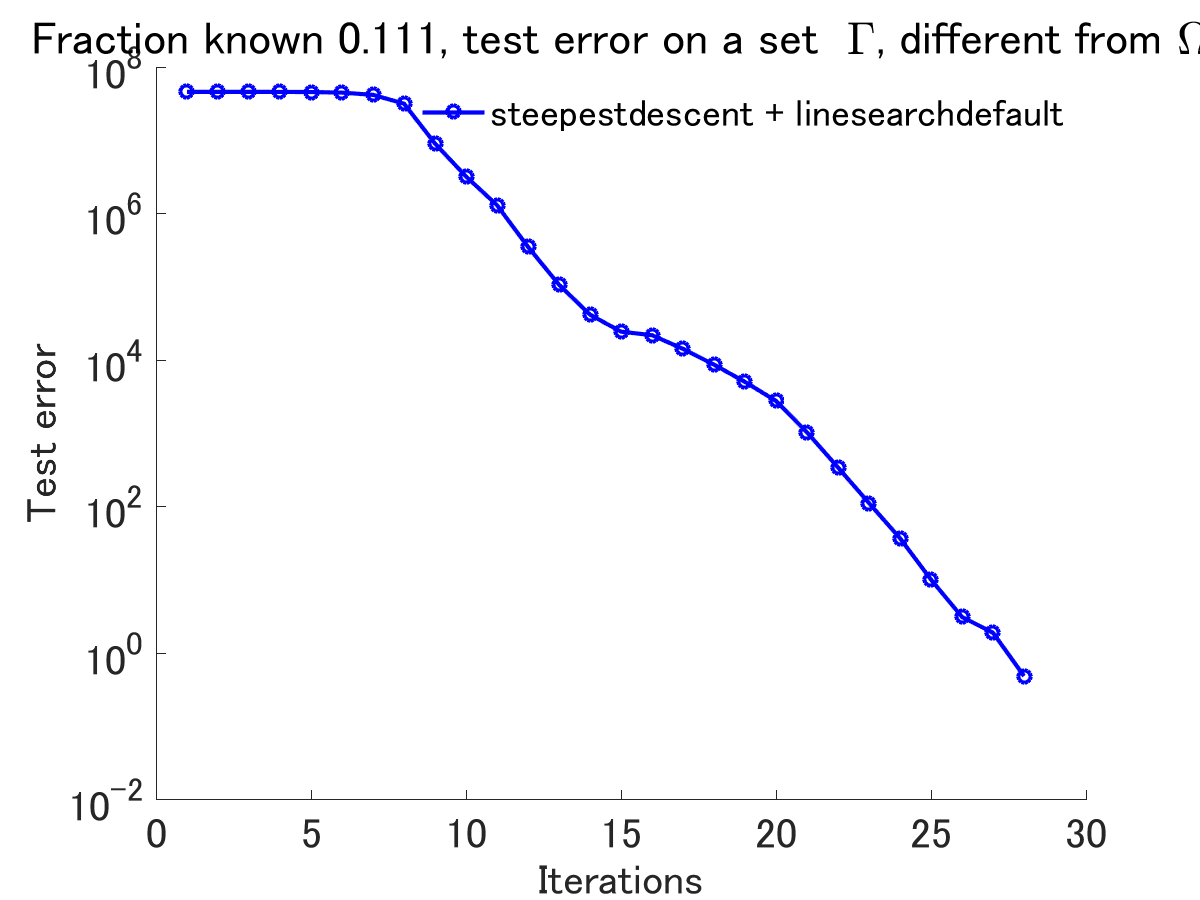 Fraction known 0.111, test error on a set Γ, different from Ω
10^8
steepestdescent + linesearchdefault
10^6
10^4
Test error
10^2
10^0
10^-2
0 5 10 15 20 25 30
Iterations